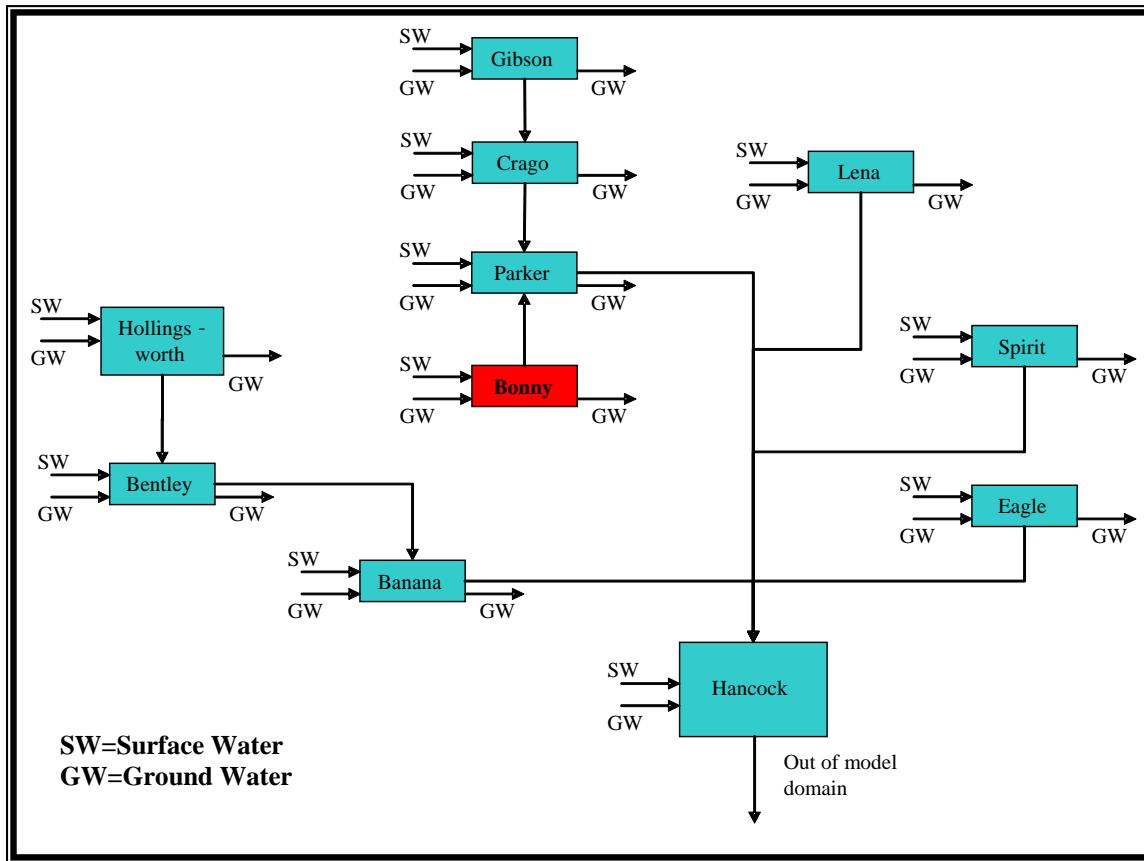 SW
Gibson
GW
GW
SW
Crago
GW
GW
SW
Lena
GW
GW
SW
Parker
GW
GW
SW
Hollings -
worth
GW
GW
SW
Spirit
GW
GW
SW
Bonny
GW
GW
SW
Bentley
GW
GW
SW
Eagle
GW
GW
SW
Banana
GW
GW
SW
Hancock
GW
SW=Surface Water
GW=Ground Water
Out of model
domain